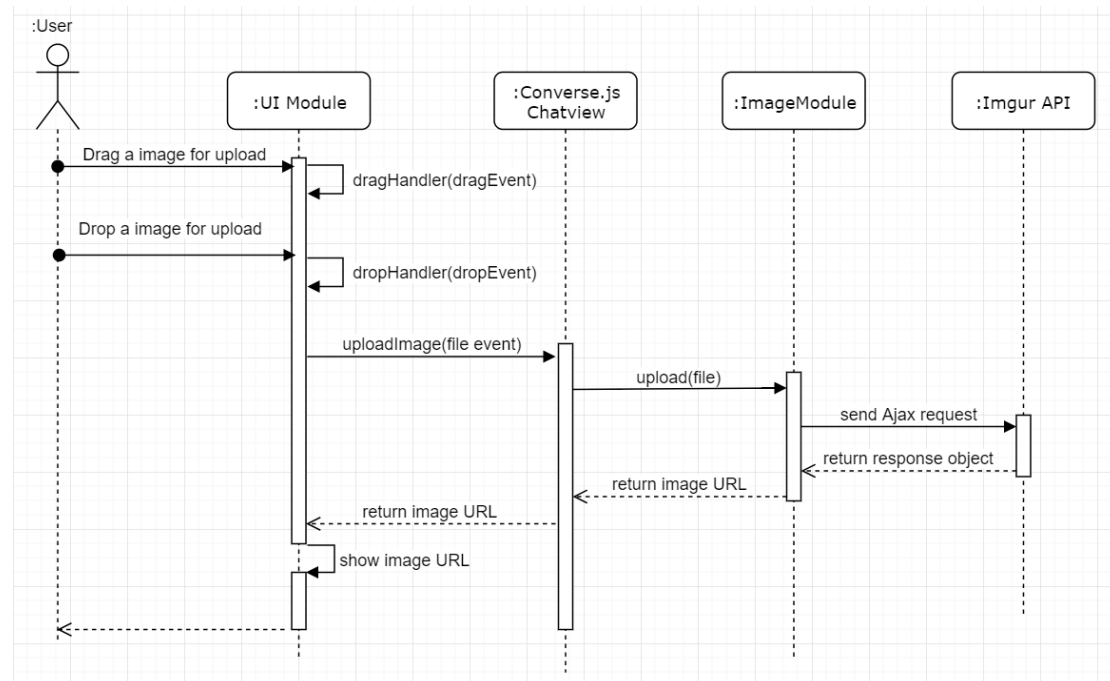 :User
:UI Module
:Converse.js
Chatview
:ImageModule
:Imgur API
Drag a image for upload
dragHandler(dragEvent)
Drop a image for upload
dropHandler(dropEvent)
uploadImage(file event)
upload(file)
send Ajax request
return response object
return image URL
return image URL
show image URL